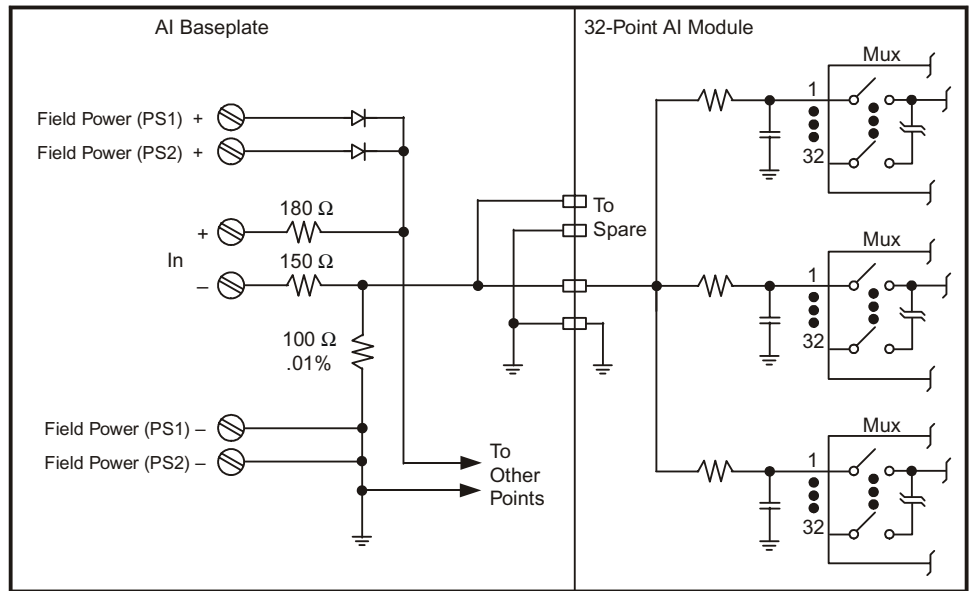 AI Baseplate
32-Point AI Module
Field Power (PS1) +
Field Power (PS2) +
180 Ω
+
In
150 Ω
–
100 Ω
.01%
Field Power (PS1) –
Field Power (PS2) –
To
Other
Points
To
Spare
Mux
1
32
Mux
1
32
Mux
1
32